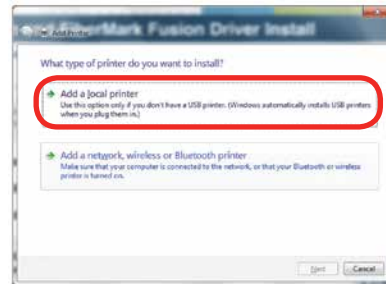 FiberMark Fusion Driver Install
Add Printer
What type of printer do you want to install?
Add a local printer
Use this option only if you don't have a USB printer. (Windows automatically installs USB printers
when you plug them in.)
Add a network, wireless or Bluetooth printer
Make sure that your computer is connected to the network, or that your Bluetooth or wireless
printer is turned on.
Next
Cancel